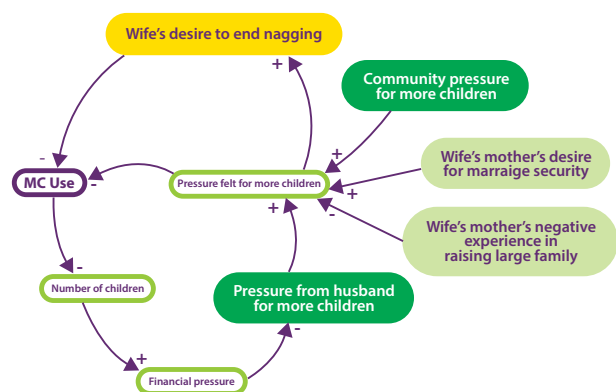 Wife's desire to end nagging
+
Community pressure
for more children
-
+
MC Use
-
Pressure felt for more children
+
Wife's mother's desire
for marraige security
+
-
Wife's mother's negative
experience in
raising large family
-
Number of children
Pressure from husband
for more children
+
-
Financial pressure